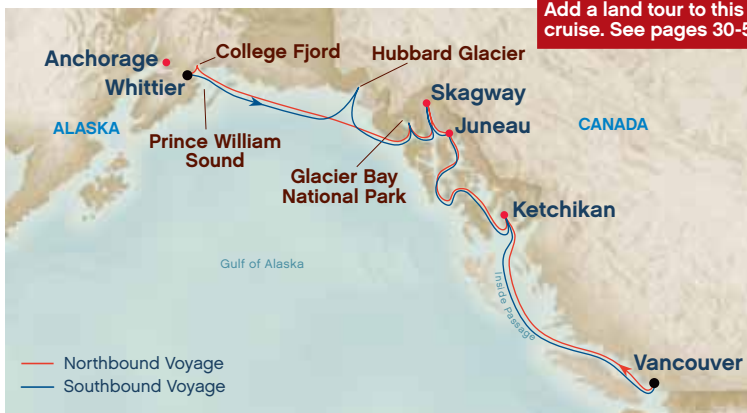 Add a land tour to this
cruise. See pages 30-5
College Fjord
Hubbard Glacier
Anchorage
Whittier
Skagway
ALASKA
Juneau
CANADA
Prince William
Sound
Glacier Bay
National Park
Ketchikan
Gulf of Alaska
Inside Passage
Northbound Voyage
Southbound Voyage
Vancouver